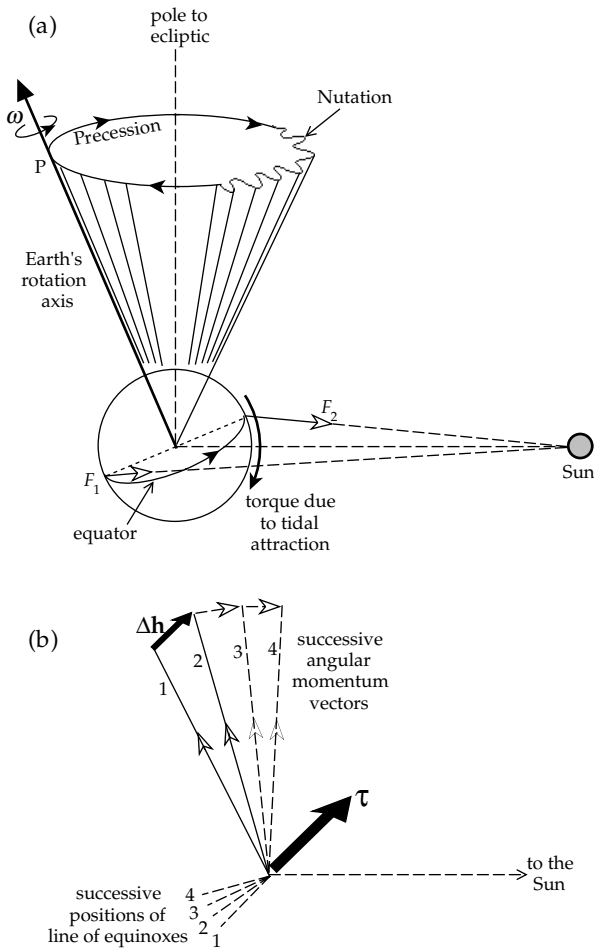 (a)
pole to
ecliptic
Nutation
ω
Precession
P
Earth's
rotation
axis
F2
F1
Sun
equator
torque due
to tidal
attraction
(b)
Δh
1
2
3
4
successive
angular
momentum
vectors
τ
to the
Sun
successive
positions of
line of equinoxes
4
3
2
1